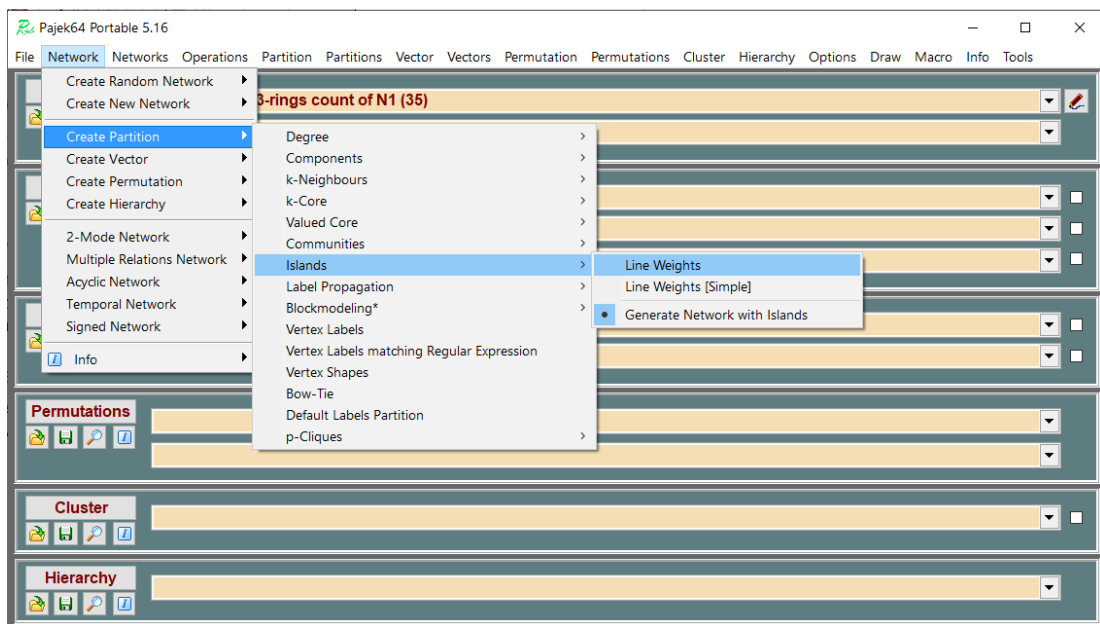 Pajek64 Portable 5.16
File Network Networks Operations Partition Partitions Vector Vectors Permutation Permutations Cluster Hierarchy Options Draw Macro Info Tools
Create Random Network
Create New Network
3-rings count of N1 (35)
Create Partition
Create Vector
Create Permutation
Create Hierarchy
2-Mode Network
Multiple Relations Network
Acyclic Network
Temporal Network
Signed Network
Info
Degree
Components
k-Neighbours
k-Core
Valued Core
Communities
Islands
Label Propagation
Blockmodeling*
Vertex Labels
Vertex Labels matching Regular Expression
Vertex Shapes
Bow-Tie
Default Labels Partition
p-Cliques
Line Weights
Line Weights [Simple]
Generate Network with Islands
Permutations
Cluster
Hierarchy